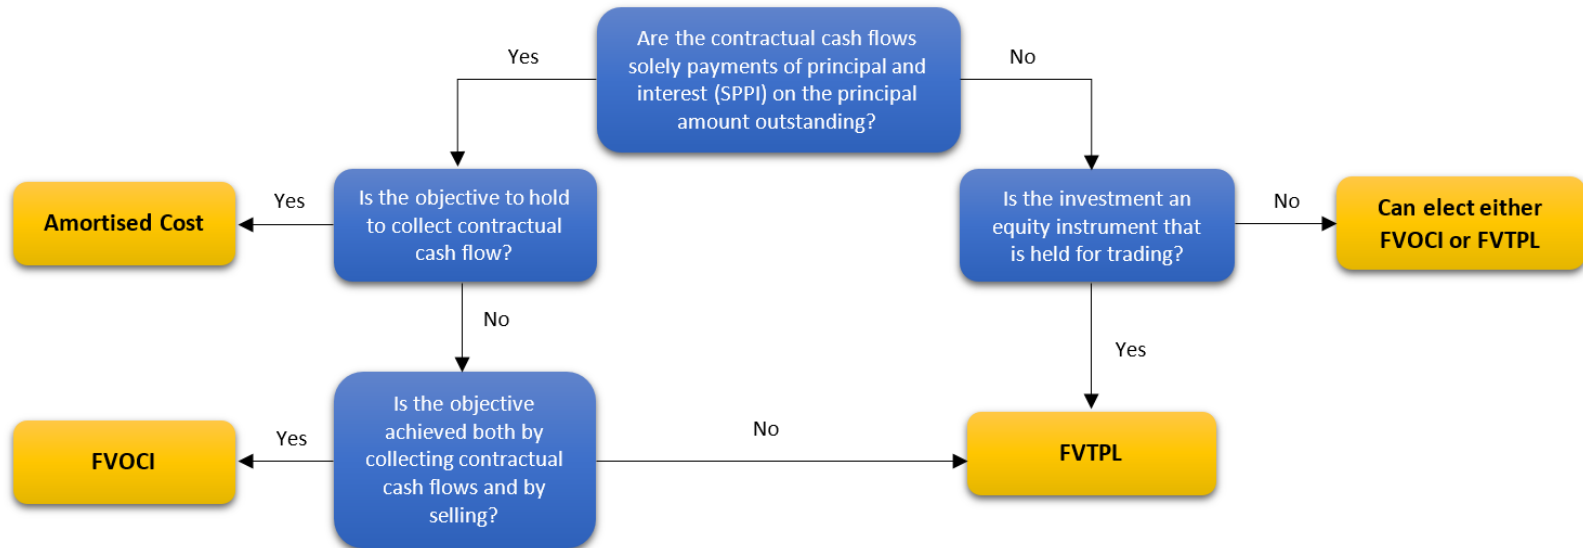 Are the contractual cash flows
solely payments of principal and
interest (SPPI) on the principal
amount outstanding?
Yes
No
Is the objective to hold
to collect contractual
cash flow?
Yes
Amortised Cost
No
Is the investment an
equity instrument that
is held for trading?
No
Can elect either
FVOCI or FVTPL
Yes
Is the objective
achieved both by
collecting contractual
cash flows and by
selling?
Yes
FVOCI
No
FVTPL